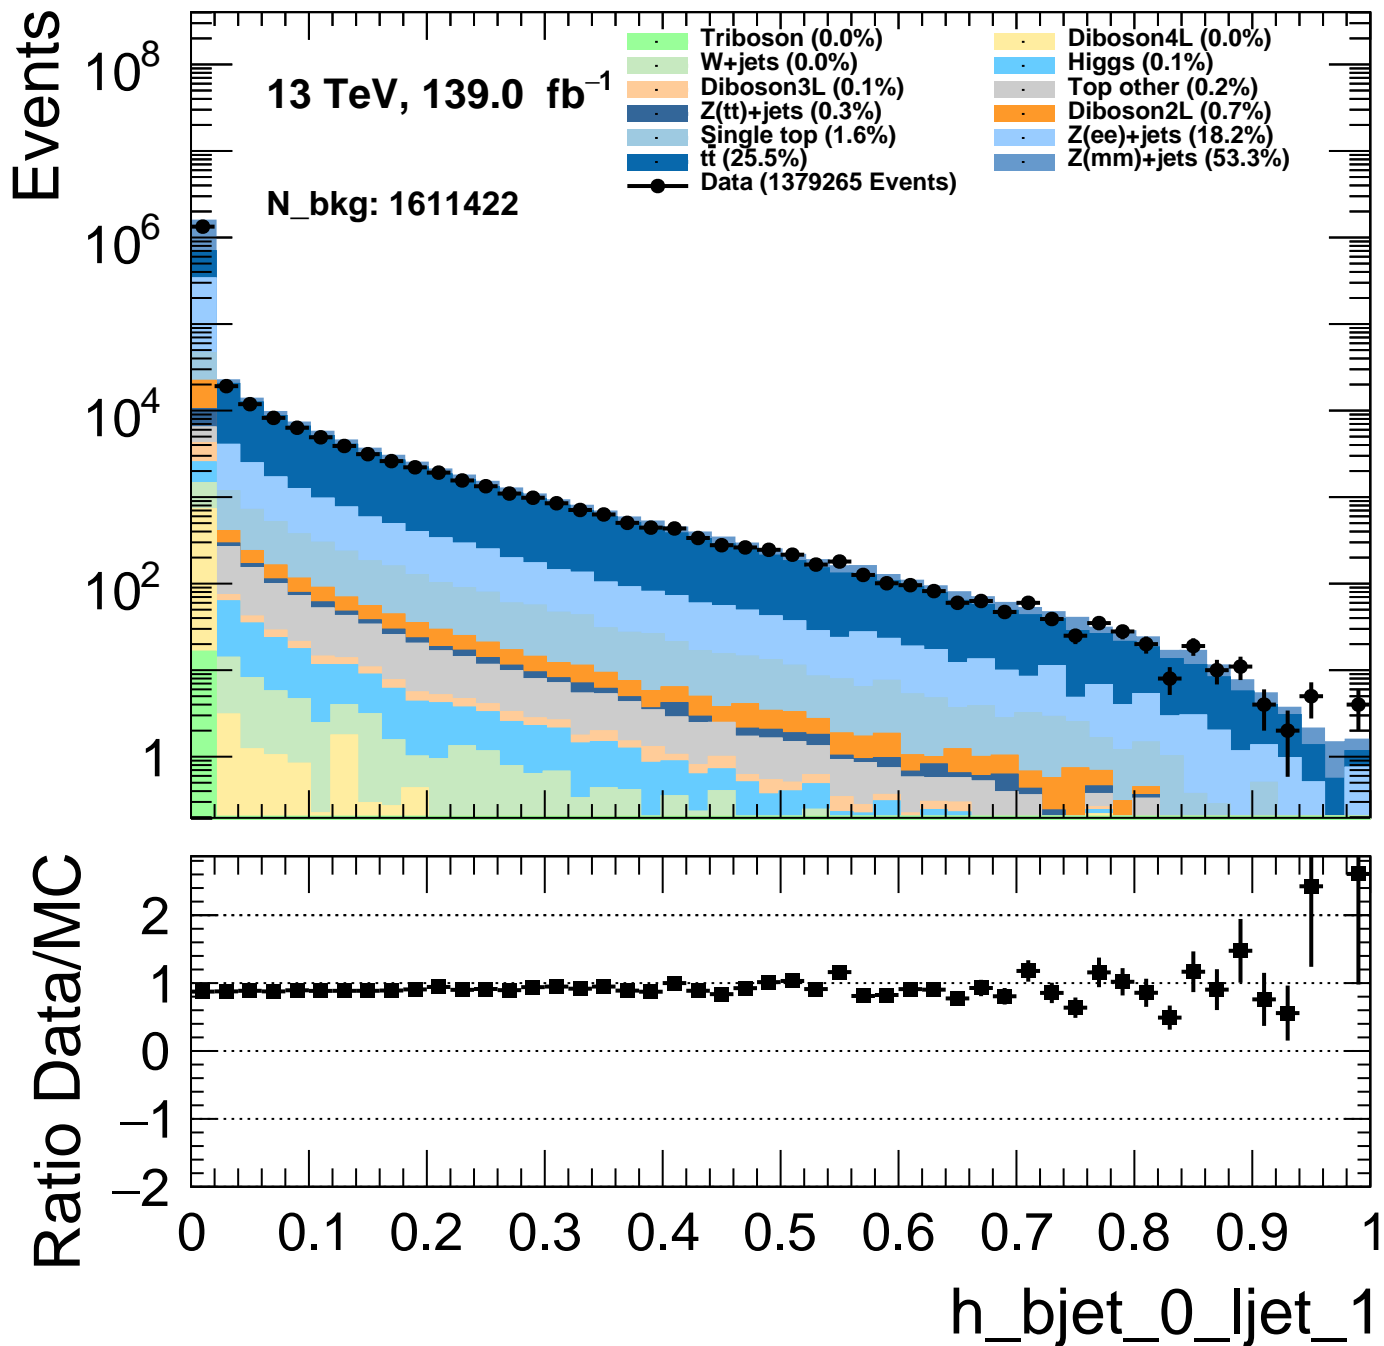 Events
10^8
10^6
10^4
10^2
1
13 TeV, 139.0 fb^−1
N_bkg: 1611422
Triboson (0.0%)
W+jets (0.0%)
Diboson3L (0.1%)
Z(tt)+jets (0.3%)
Single top (1.6%)
tt̄ (25.5%)
Data (1379265 Events)
Diboson4L (0.0%)
Higgs (0.1%)
Top other (0.2%)
Diboson2L (0.7%)
Z(ee)+jets (18.2%)
Z(mm)+jets (53.3%)
Ratio Data/MC
2
1
0
−1
−2
0 0.1 0.2 0.3 0.4 0.5 0.6 0.7 0.8 0.9 1
h_bjet_0_ljet_1